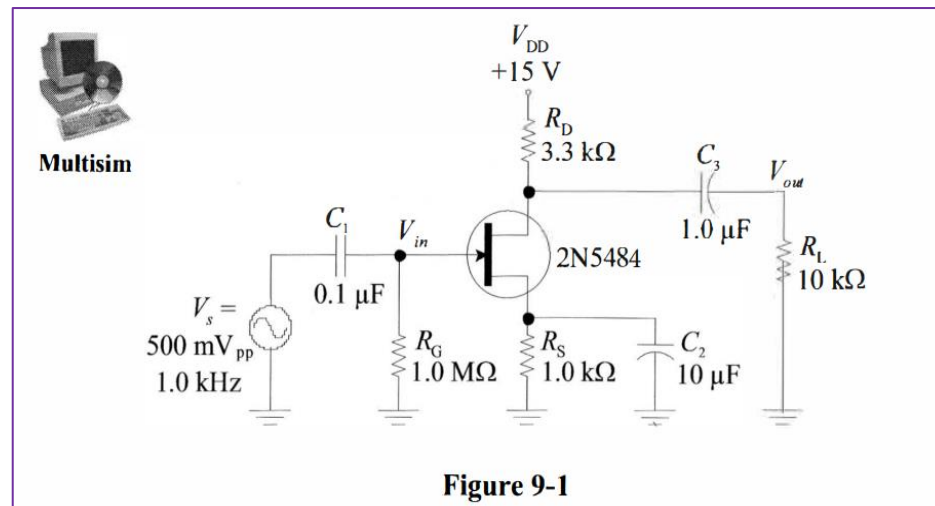 V_DD
+15 V
R_D
3.3 kΩ
Multisim
C_3
V_out
1.0 μF
C_1
V_in
2N5484
R_L
10 kΩ
0.1 μF
V_s =
500 mV_pp
1.0 kHz
R_G
1.0 MΩ
R_S
1.0 kΩ
C_2
10 μF
Figure 9-1